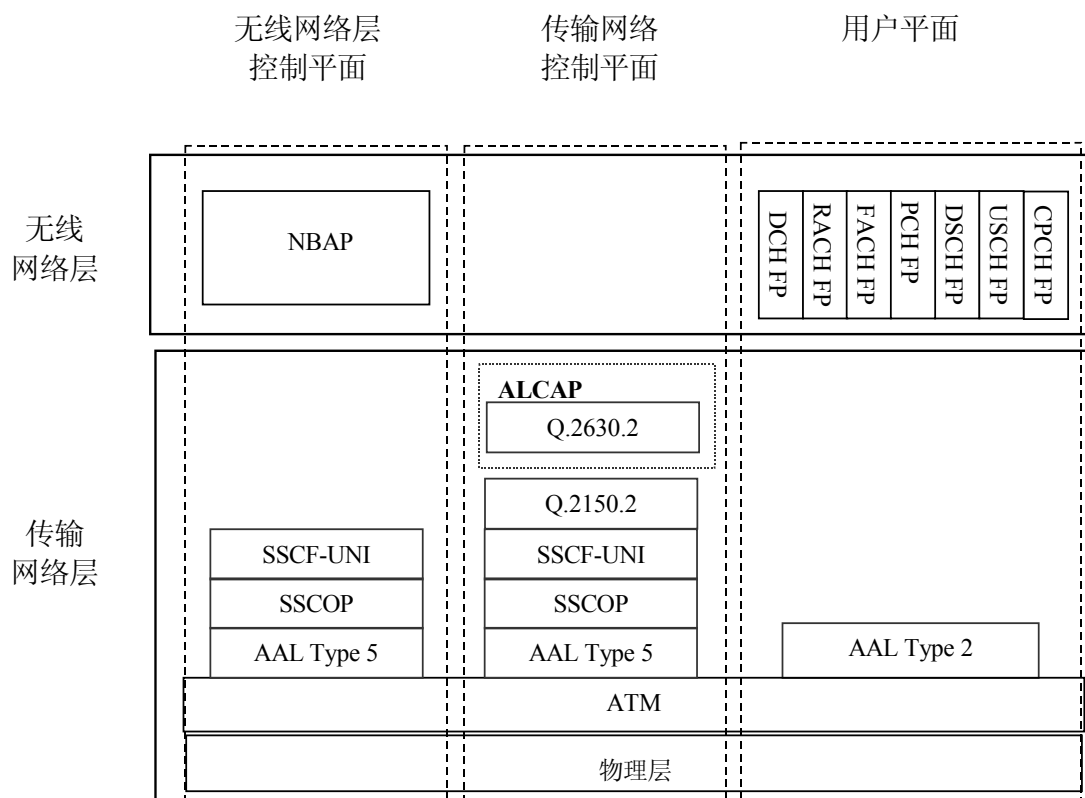 无线网络层
控制平面
传输网络
控制平面
用户平面
无线
网络层
NBAP
DCH FP
RACH FP
FACH FP
PCH FP
DSCH FP
USCH FP
CPCH FP
传输
网络层
ALCAP
Q.2630.2
Q.2150.2
SSCF-UNI
SSCF-UNI
SSCOP
SSCOP
AAL Type 5
AAL Type 5
AAL Type 2
ATM
物理层